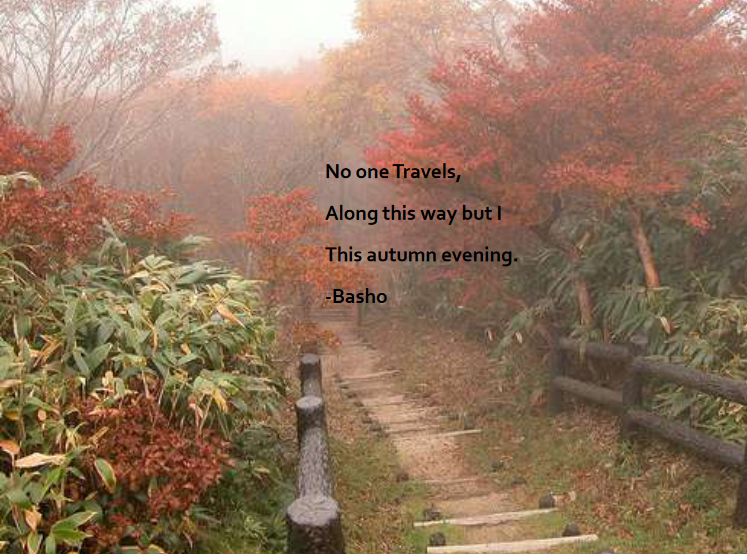 No one Travels,
Along this way but I
This autumn evening.
-Basho